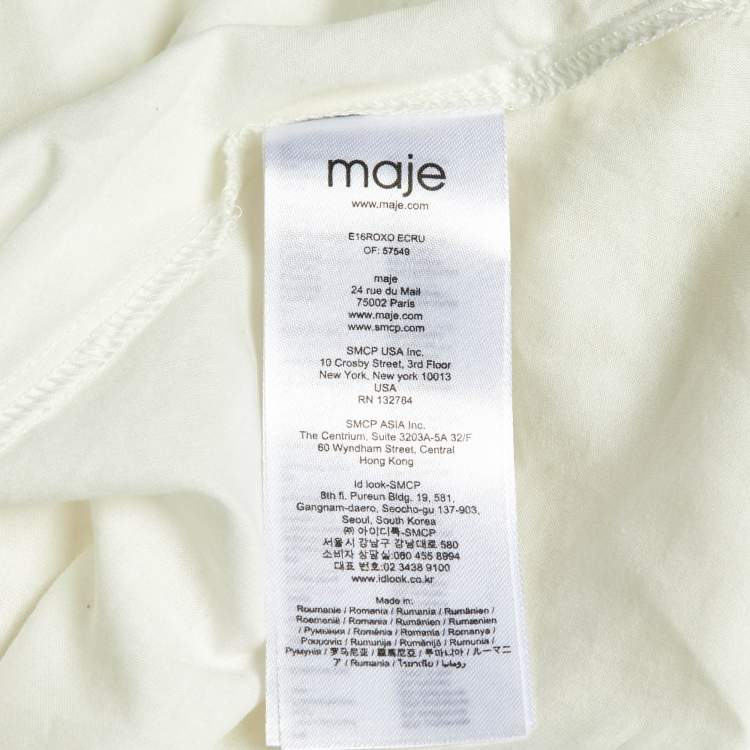 maje
www.maje.com
E16ROXO ECRU
OF: 57549
maje
24 rue du Mail
75002 Paris
www.maje.com
www.smcp.com
SMCP USA Inc.
10 Crosby Street, 3rd Floor
New York, New york 10013
USA
RN 132784
SMCP ASIA Inc.
The Centrium, Suite 3203A-5A 32/F
60 Wyndham Street, Central
Hong Kong
id look-SMCP
8th fl. Pureun Bldg. 19, 581,
Gangnam-daero, Seocho-gu 137-903,
Seoul, South Korea
㈜ 아이디룩-SMCP
서울시 강남구 강남대로 580
소비자 상담실:080 455 8994
대표 번호:02 3438 9100
www.idlook.co.kr
Made in:
Roumanie / Romania / Rumania / Rumänien /
Roemenië / Romania / Rumunien / Rumænien
/ Румыния / Roménia / Romania / Romanya /
Ρουμανία / Rumunija / Rumānijā / Rumunia /
Румунія / 罗马尼亚 / 羅馬尼亞 / 루마니아 / ルーマニ
ア / Rumania / โรมาเนีย / رومانيا